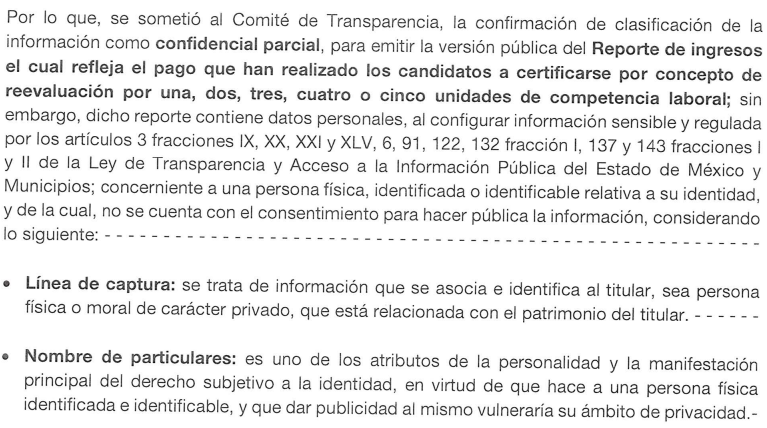 Por lo que, se sometió al Comité de Transparencia, la confirmación de clasificación de la
información como confidencial parcial, para emitir la versión pública del Reporte de ingresos
el cual refleja el pago que han realizado los candidatos a certificarse por concepto de
reevaluación por una, dos, tres, cuatro o cinco unidades de competencia laboral; sin
embargo, dicho reporte contiene datos personales, al configurar información sensible y regulada
por los artículos 3 fracciones IX, XX, XXI y XLV, 6, 91, 122, 132 fracción I, 137 y 143 fracciones I
y II de la Ley de Transparencia y Acceso a la Información Pública del Estado de México y
Municipios; concerniente a una persona física, identificada o identificable relativa a su identidad,
y de la cual, no se cuenta con el consentimiento para hacer pública la información, considerando
lo siguiente: - - - - - - - - - - - - - - - - - - - - - - - - - - - - - - - - - - - - - - - - - - - - - - - - - - - - - - - - - - -
• Línea de captura: se trata de información que se asocia e identifica al titular, sea persona
física o moral de carácter privado, que está relacionada con el patrimonio del titular. - - - - - -
• Nombre de particulares: es uno de los atributos de la personalidad y la manifestación
principal del derecho subjetivo a la identidad, en virtud de que hace a una persona física
identificada e identificable, y que dar publicidad al mismo vulneraría su ámbito de privacidad.-